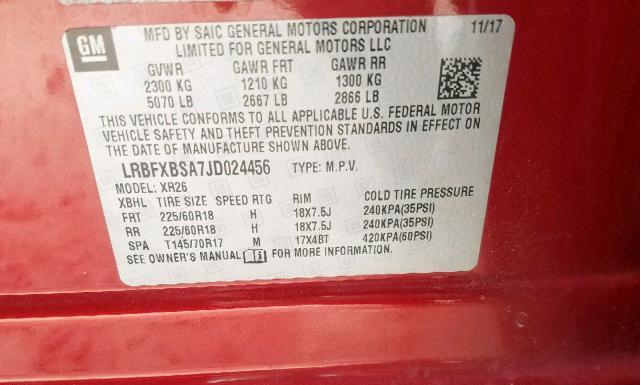 GM
MFD BY SAIC GENERAL MOTORS CORPORATION 11/17
LIMITED FOR GENERAL MOTORS LLC
GVWR GAWR FRT GAWR RR
2300 KG 1210 KG 1300 KG
5070 LB 2667 LB 2866 LB
THIS VEHICLE CONFORMS TO ALL APPLICABLE U.S. FEDERAL MOTOR
VEHICLE SAFETY AND THEFT PREVENTION STANDARDS IN EFFECT ON
THE DATE OF MANUFACTURE SHOWN ABOVE.
LRBFXBSA7JD024456 TYPE: M.P.V.
MODEL: XR26
XBHL TIRE SIZE SPEED RTG RIM COLD TIRE PRESSURE
FRT 225/60R18 H 18X7.5J 240KPA(35PSI)
RR 225/60R18 H 18X7.5J 240KPA(35PSI)
SPA T145/70R17 M 17X4BT 420KPA(60PSI)
SEE OWNER'S MANUAL FOR MORE INFORMATION.